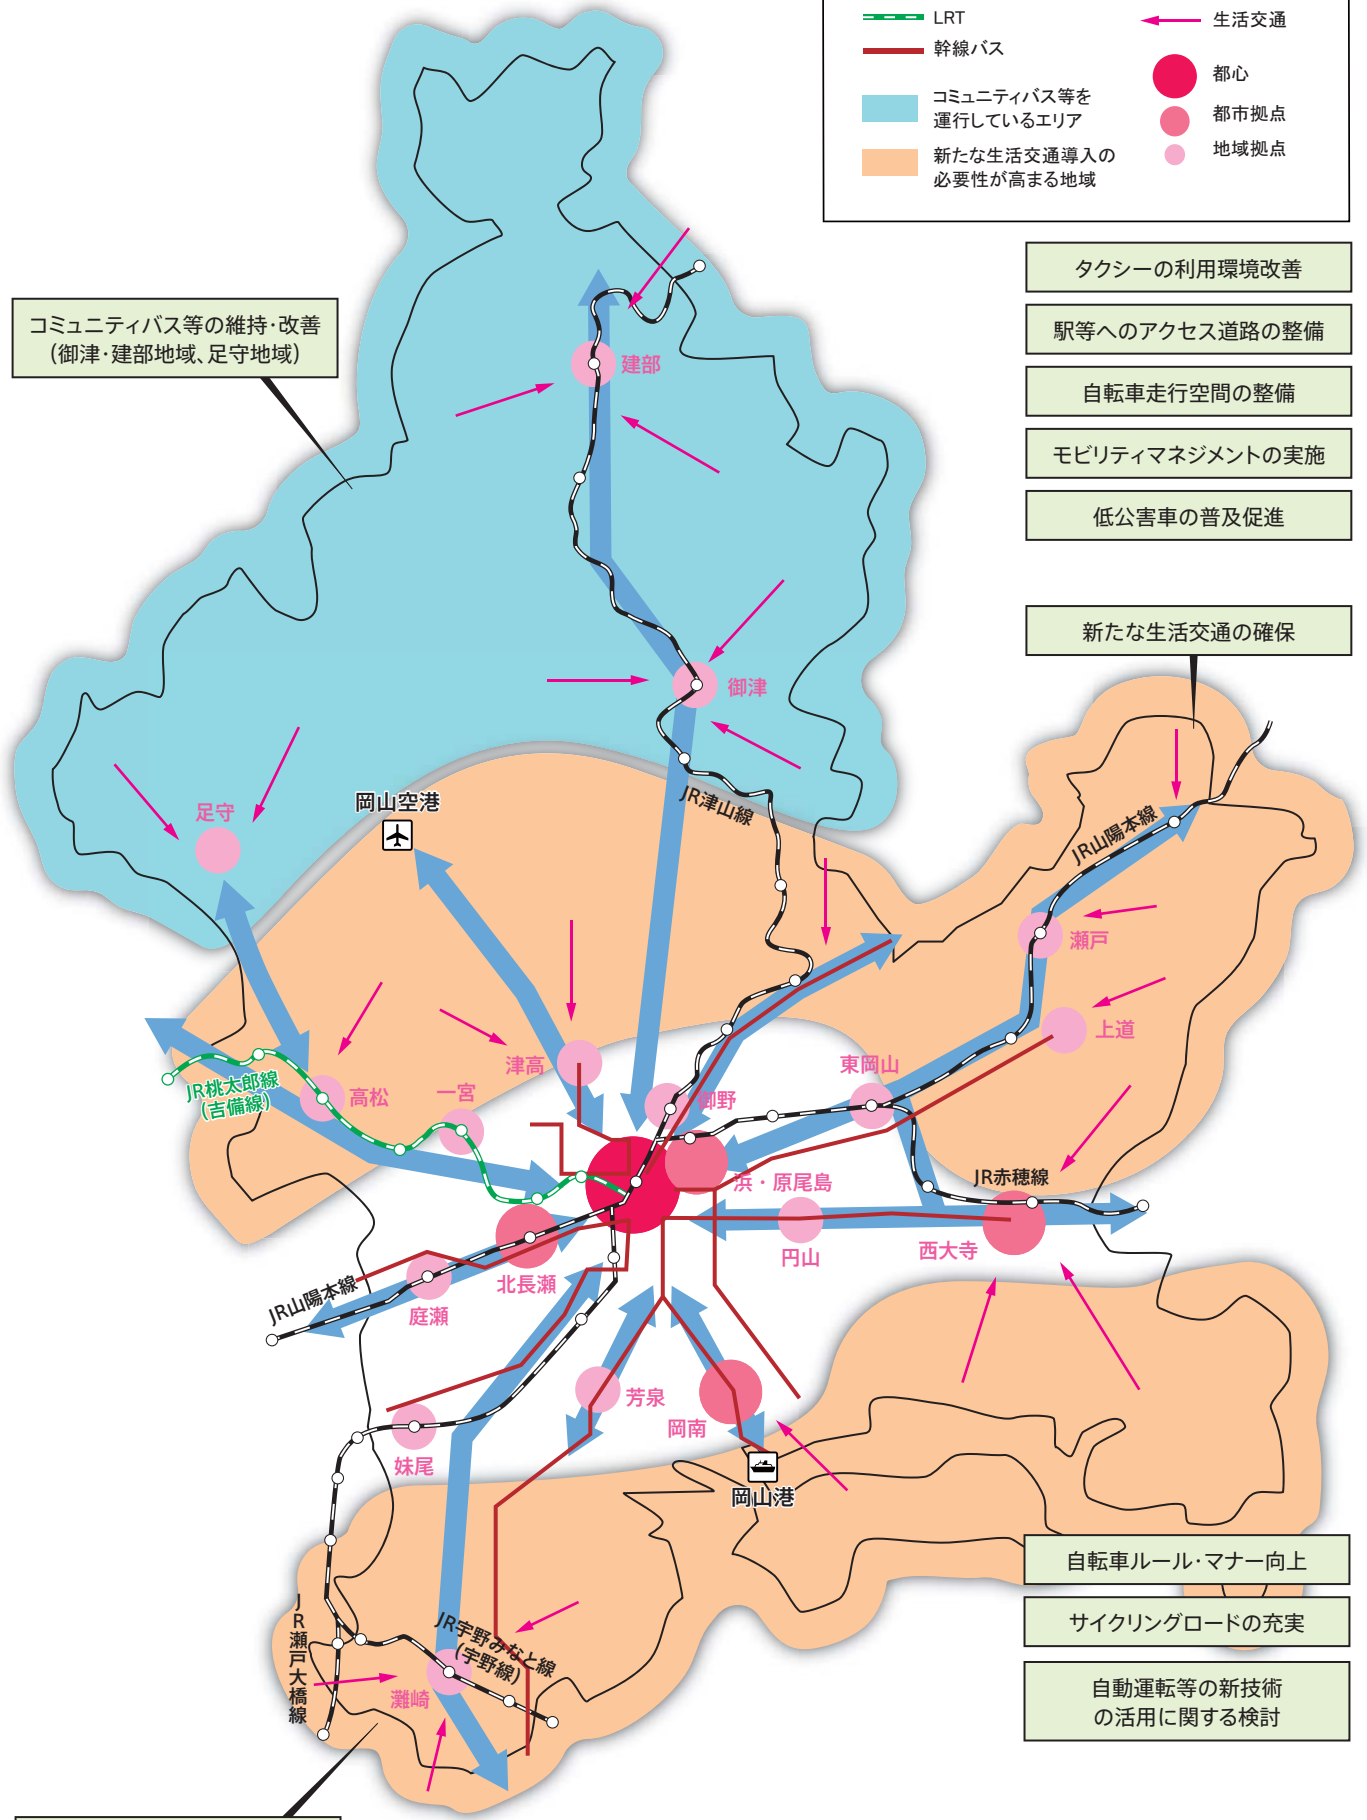 LRT
幹線バス
コミュニティバス等を
運行しているエリア
新たな生活交通導入の
必要性が高まる地域
生活交通
都心
都市拠点
地域拠点
タクシーの利用環境改善
駅等へのアクセス道路の整備
自転車走行空間の整備
モビリティマネジメントの実施
低公害車の普及促進
コミュニティバス等の維持・改善
(御津・建部地域、足守地域)
新たな生活交通の確保
建部
御津
足守
岡山空港
JR津山線
JR山陽本線
瀬戸
上道
津高
東岡山
JR桃太郎線
(吉備線)
高松
一宮
御野
浜・原尾島
JR赤穂線
円山
西大寺
北長瀬
JR山陽本線
庭瀬
芳泉
岡南
妹尾
岡山港
JR瀬戸大橋線
JR宇野みなと線
(宇野線)
灘崎
自転車ルール・マナー向上
サイクリングロードの充実
自動運転等の新技術
の活用に関する検討